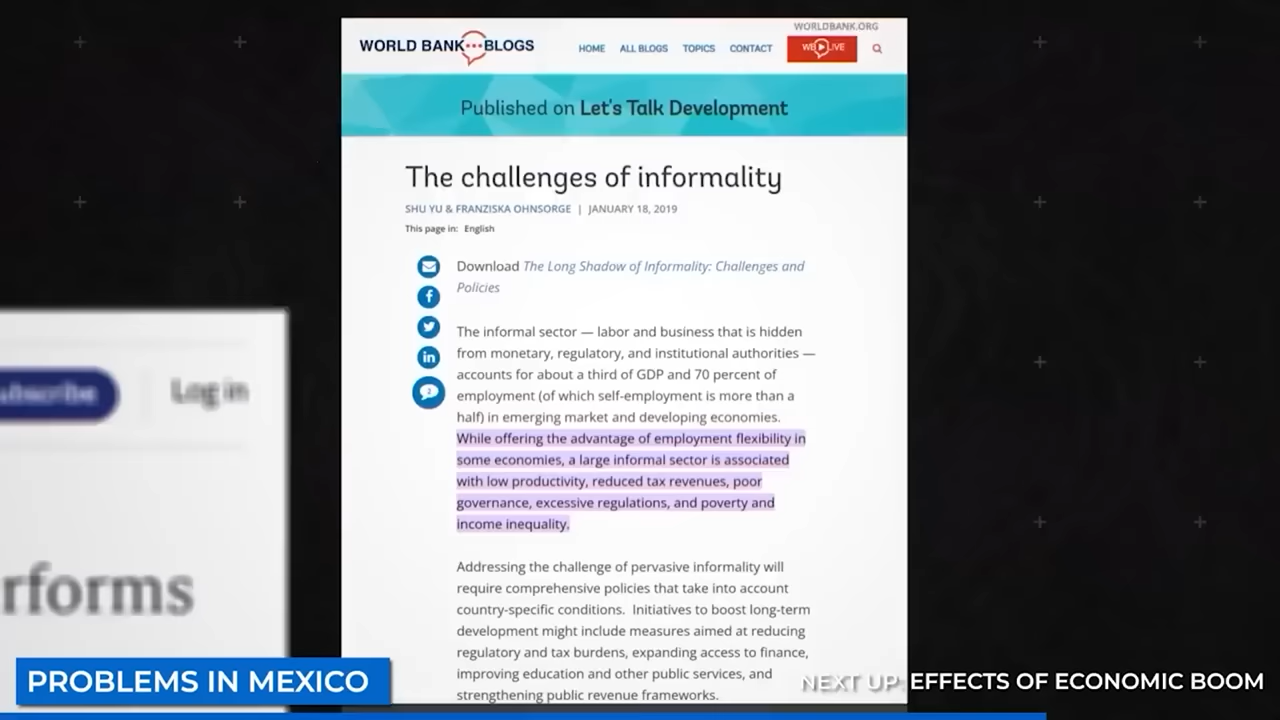 WORLDBANK.ORG
WORLD BANK BLOGS
HOME
ALL BLOGS
TOPICS
CONTACT
Published on Let's Talk Development
The challenges of informality
SHU YU & FRANZISKA OHNSORGE | JANUARY 18, 2019
This page in: English
Download The Long Shadow of Informality: Challenges and
Policies
The informal sector — labor and business that is hidden
from monetary, regulatory, and institutional authorities —
accounts for about a third of GDP and 70 percent of
employment (of which self-employment is more than a
half) in emerging market and developing economies.
While offering the advantage of employment flexibility in
some economies, a large informal sector is associated
with low productivity, reduced tax revenues, poor
governance, excessive regulations, and poverty and
income inequality.
Addressing the challenge of pervasive informality will
require comprehensive policies that take into account
country-specific conditions. Initiatives to boost long-term
development might include measures aimed at reducing
regulatory and tax burdens, expanding access to finance,
improving education and other public services, and
strengthening public revenue frameworks.
Log in
rforms
PROBLEMS IN MEXICO
NEXT UP: EFFECTS OF ECONOMIC BOOM